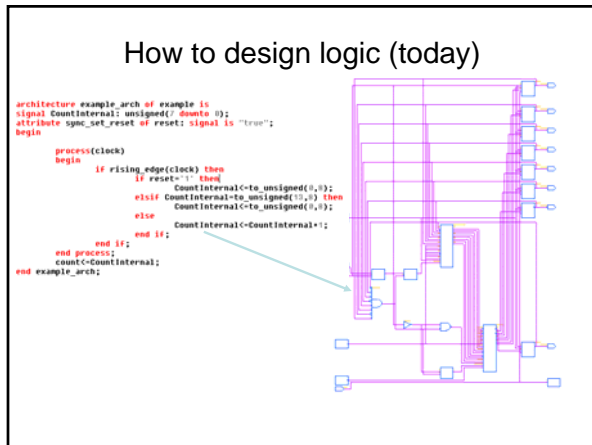 How to design logic (today)
architecture example_arch of example is
signal CountInternal: unsigned(7 downto 0);
attribute sync_set_reset of reset: signal is "true";
begin
process(clock)
begin
if rising_edge(clock) then
if reset='1' then
CountInternal<=to_unsigned(0,8);
elsif CountInternal=to_unsigned(13,8) then
CountInternal<=to_unsigned(0,8);
else
CountInternal<=CountInternal+1;
end if;
end if;
end process;
count<=CountInternal;
end example_arch;